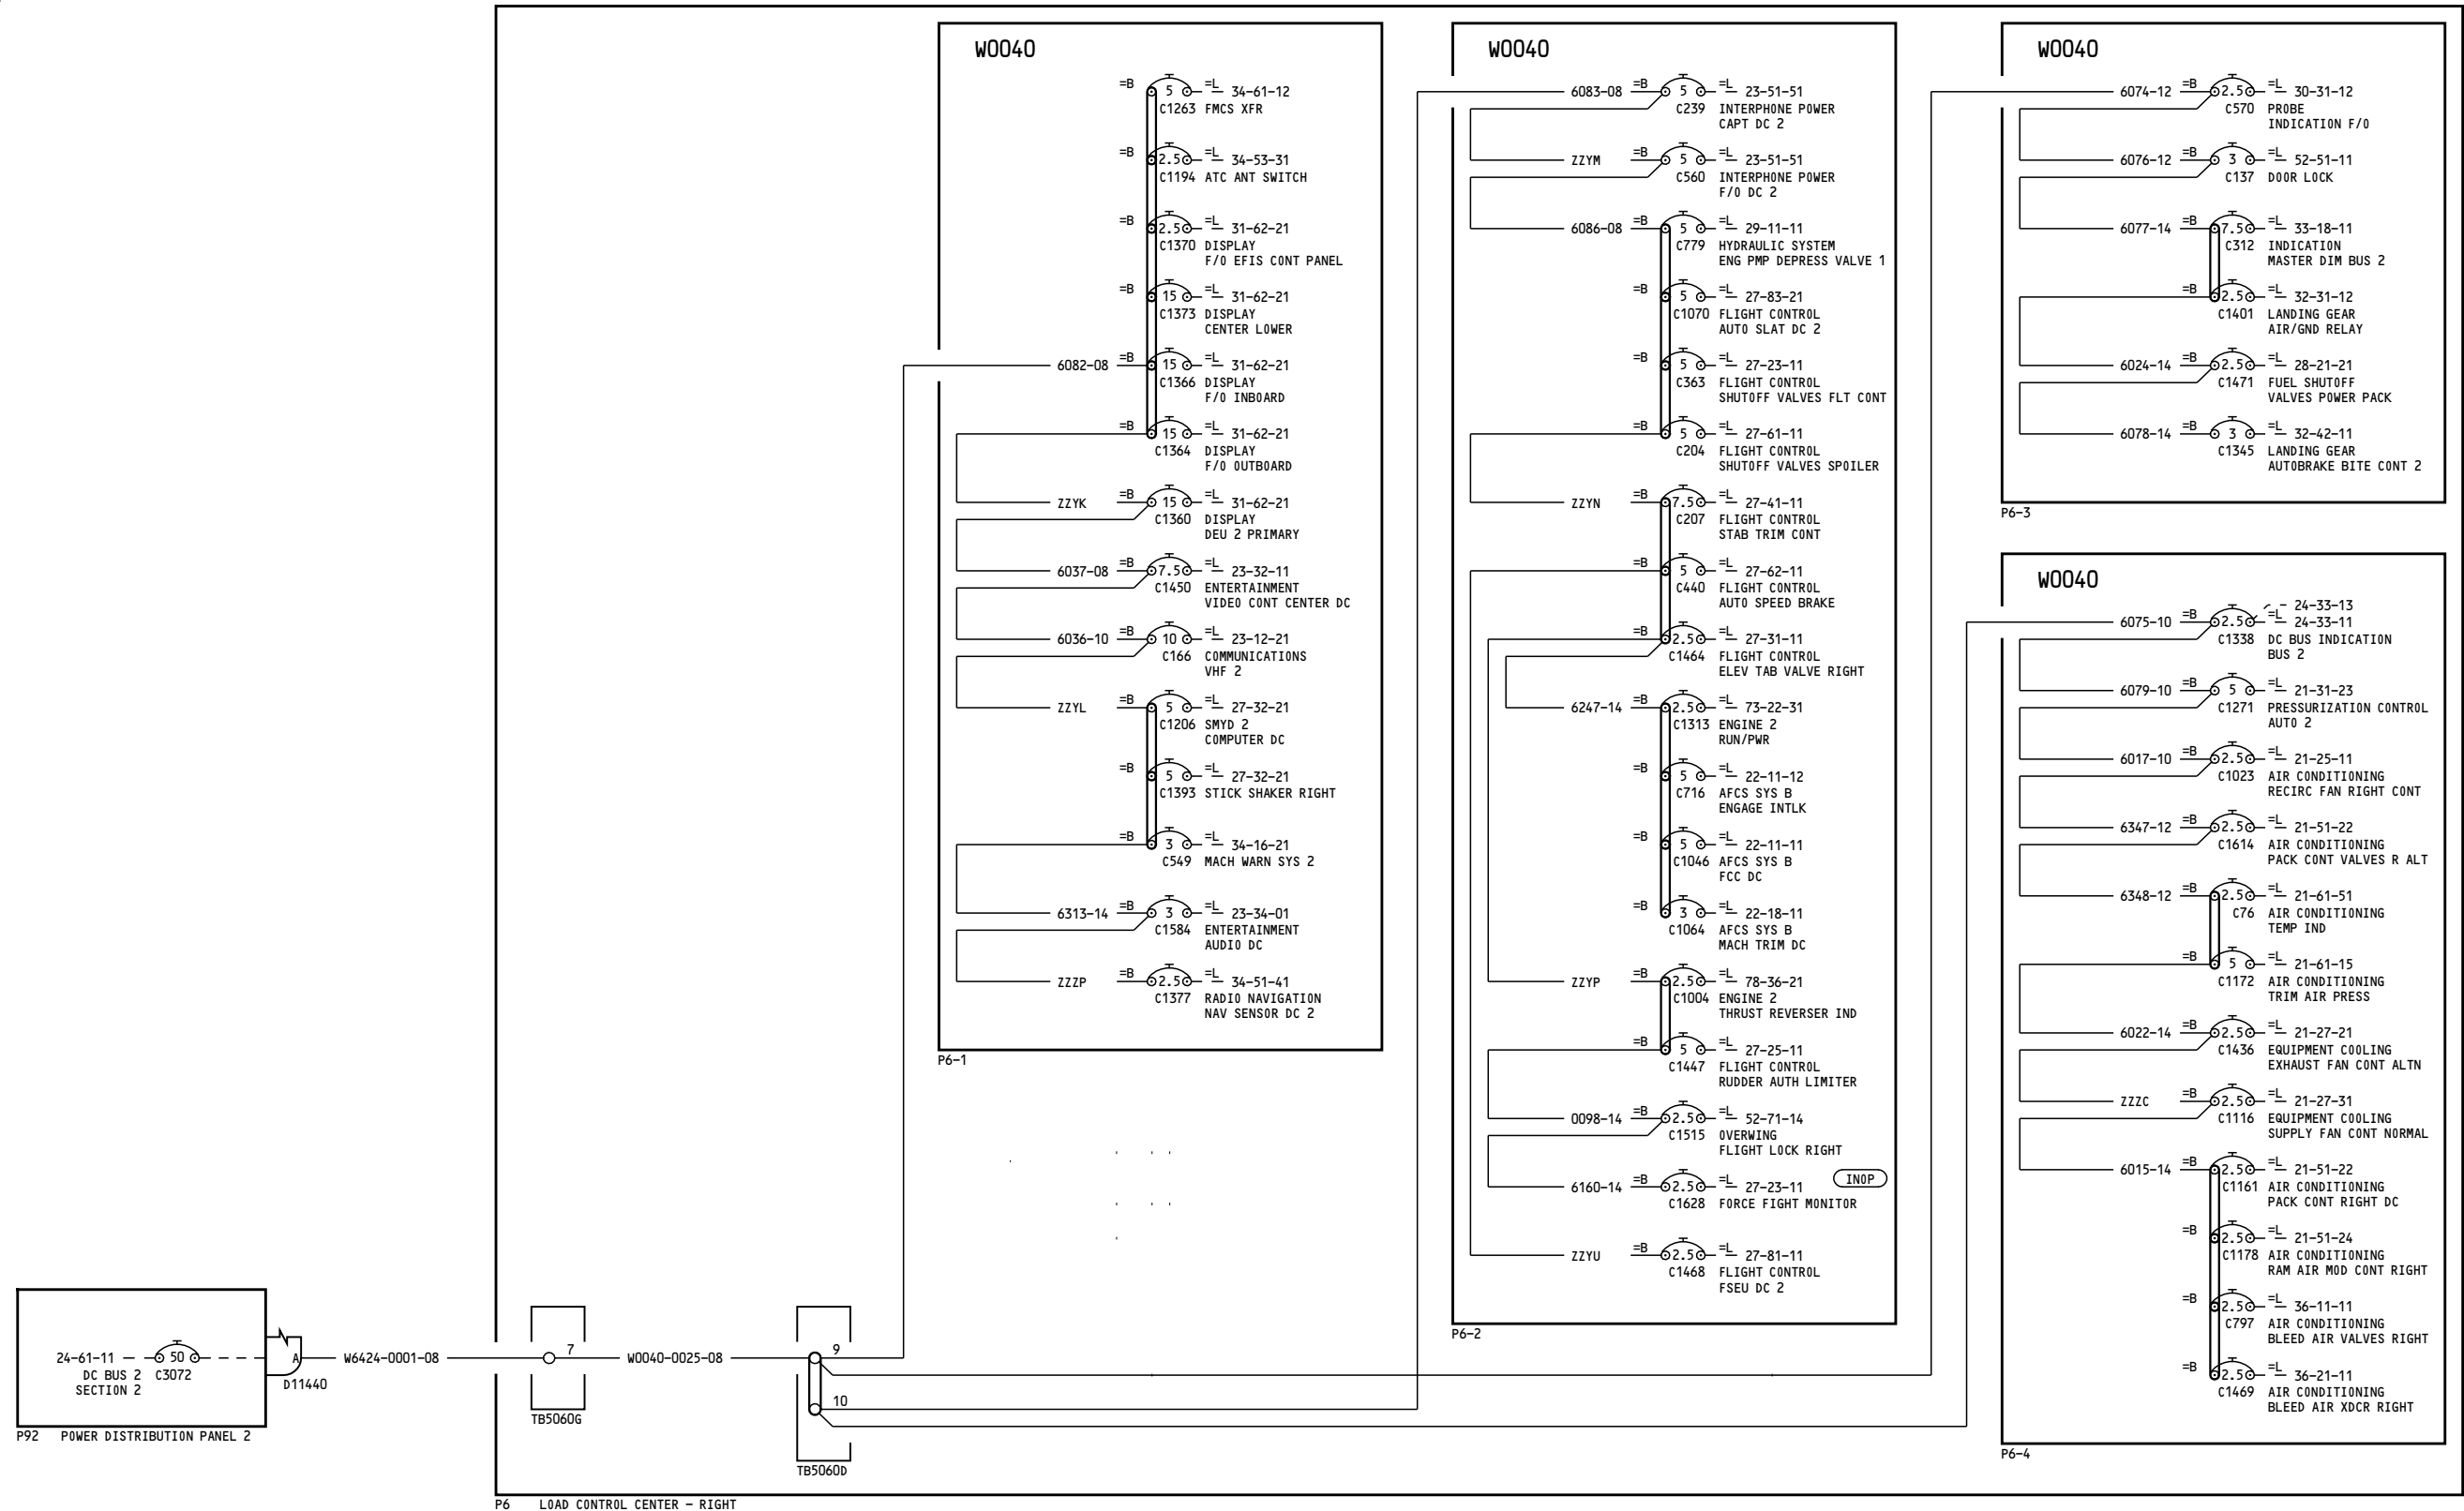 W0040
=B 5 =L 34-61-12
C1263 FMCS XFR
=B 2.5 =L 34-53-31
C1194 ATC ANT SWITCH
=B 2.5 =L 31-62-21
C1370 DISPLAY
F/O EFIS CONT PANEL
=B 15 =L 31-62-21
C1373 DISPLAY
CENTER LOWER
6082-08 =B 15 =L 31-62-21
C1366 DISPLAY
F/O INBOARD
=B 15 =L 31-62-21
C1364 DISPLAY
F/O OUTBOARD
ZZYK =B 15 =L 31-62-21
C1360 DISPLAY
DEU 2 PRIMARY
6037-08 =B 7.5 =L 23-32-11
C1450 ENTERTAINMENT
VIDEO CONT CENTER DC
6036-10 =B 10 =L 23-12-21
C166 COMMUNICATIONS
VHF 2
ZZYL =B 5 =L 27-32-21
C1206 SMYD 2
COMPUTER DC
=B 5 =L 27-32-21
C1393 STICK SHAKER RIGHT
=B 3 =L 34-16-21
C549 MACH WARN SYS 2
6313-14 =B 3 =L 23-34-01
C1584 ENTERTAINMENT
AUDIO DC
ZZZP =B 2.5 =L 34-51-41
C1377 RADIO NAVIGATION
NAV SENSOR DC 2
P6-1
W0040
6083-08 =B 5 =L 23-51-51
C239 INTERPHONE POWER
CAPT DC 2
ZZYM =B 5 =L 23-51-51
C560 INTERPHONE POWER
F/O DC 2
6086-08 =B 5 =L 29-11-11
C779 HYDRAULIC SYSTEM
ENG PMP DEPRESS VALVE 1
=B 5 =L 27-83-21
C1070 FLIGHT CONTROL
AUTO SLAT DC 2
=B 5 =L 27-23-11
C363 FLIGHT CONTROL
SHUTOFF VALVES FLT CONT
=B 5 =L 27-61-11
C204 FLIGHT CONTROL
SHUTOFF VALVES SPOILER
ZZYN =B 7.5 =L 27-41-11
C207 FLIGHT CONTROL
STAB TRIM CONT
=B 5 =L 27-62-11
C440 FLIGHT CONTROL
AUTO SPEED BRAKE
=B 2.5 =L 27-31-11
C1464 FLIGHT CONTROL
ELEV TAB VALVE RIGHT
6247-14 =B 2.5 =L 73-22-31
C1313 ENGINE 2
RUN/PWR
=B 5 =L 22-11-12
C716 AFCS SYS B
ENGAGE INTLK
=B 5 =L 22-11-11
C1046 AFCS SYS B
FCC DC
=B 3 =L 22-18-11
C1064 AFCS SYS B
MACH TRIM DC
ZZYP =B 2.5 =L 78-36-21
C1004 ENGINE 2
THRUST REVERSER IND
=B 5 =L 27-25-11
C1447 FLIGHT CONTROL
RUDDER AUTH LIMITER
0098-14 =B 2.5 =L 52-71-14
C1515 OVERWING
FLIGHT LOCK RIGHT
INOP
6160-14 =B 2.5 =L 27-23-11
C1628 FORCE FIGHT MONITOR
ZZYU =B 2.5 =L 27-81-11
C1468 FLIGHT CONTROL
FSEU DC 2
P6-2
W0040
6074-12 =B 2.5 =L 30-31-12
C570 PROBE
INDICATION F/O
6076-12 =B 3 =L 52-51-11
C137 DOOR LOCK
6077-14 =B 7.5 =L 33-18-11
C312 INDICATION
MASTER DIM BUS 2
=B 2.5 =L 32-31-12
C1401 LANDING GEAR
AIR/GND RELAY
6024-14 =B 2.5 =L 28-21-21
C1471 FUEL SHUTOFF
VALVES POWER PACK
6078-14 =B 3 =L 32-42-11
C1345 LANDING GEAR
AUTOBRAKE BITE CONT 2
P6-3
W0040
24-33-13
6075-10 =B 2.5 =L 24-33-11
C1338 DC BUS INDICATION
BUS 2
6079-10 =B 5 =L 21-31-23
C1271 PRESSURIZATION CONTROL
AUTO 2
6017-10 =B 2.5 =L 21-25-11
C1023 AIR CONDITIONING
RECIRC FAN RIGHT CONT
6347-12 =B 2.5 =L 21-51-22
C1614 AIR CONDITIONING
PACK CONT VALVES R ALT
6348-12 =B 2.5 =L 21-61-51
C76 AIR CONDITIONING
TEMP IND
=B 5 =L 21-61-15
C1172 AIR CONDITIONING
TRIM AIR PRESS
6022-14 =B 2.5 =L 21-27-21
C1436 EQUIPMENT COOLING
EXHAUST FAN CONT ALTN
ZZZC =B 2.5 =L 21-27-31
C1116 EQUIPMENT COOLING
SUPPLY FAN CONT NORMAL
6015-14 =B 2.5 =L 21-51-22
C1161 AIR CONDITIONING
PACK CONT RIGHT DC
=B 2.5 =L 21-51-24
C1178 AIR CONDITIONING
RAM AIR MOD CONT RIGHT
=B 2.5 =L 36-11-11
C797 AIR CONDITIONING
BLEED AIR VALVES RIGHT
=B 2.5 =L 36-21-11
C1469 AIR CONDITIONING
BLEED AIR XDCR RIGHT
P6-4
24-61-11 50 A W6424-0001-08 7 W0040-0025-08 9
DC BUS 2 C3072
SECTION 2
D11440
10
TB5060G
P92 POWER DISTRIBUTION PANEL 2
TB5060D
P6 LOAD CONTROL CENTER - RIGHT